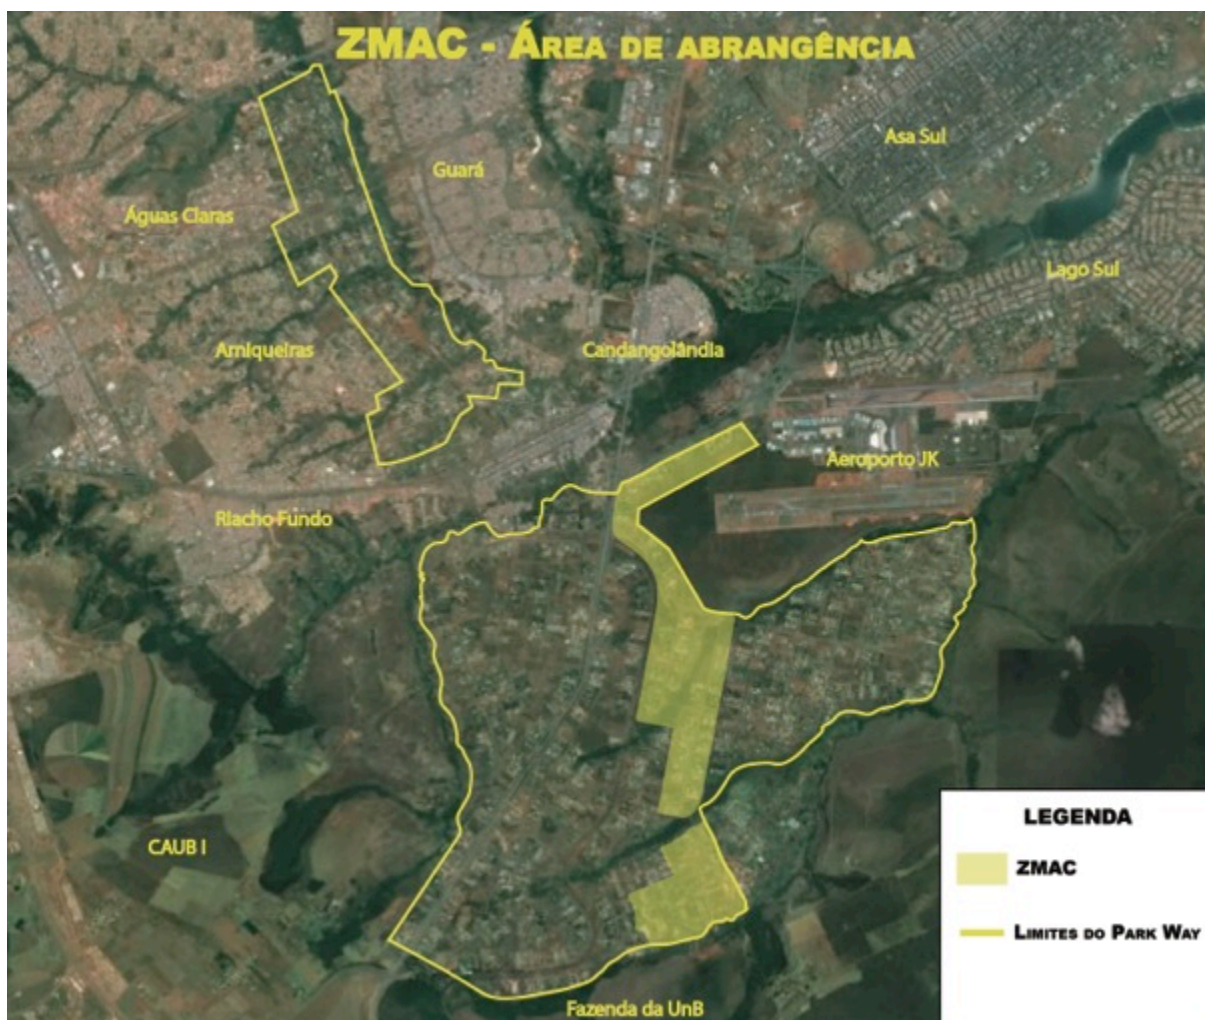 ZMAC - ÁREA DE ABRANGÊNCIA
Asa Sul
Guará
Águas Claras
Lago Sul
Arniqueiras
Candangolândia
Aeroporto JK
Riacho Fundo
CAUB I
Fazenda da UnB
LEGENDA
ZMAC
LIMITES DO PARK WAY